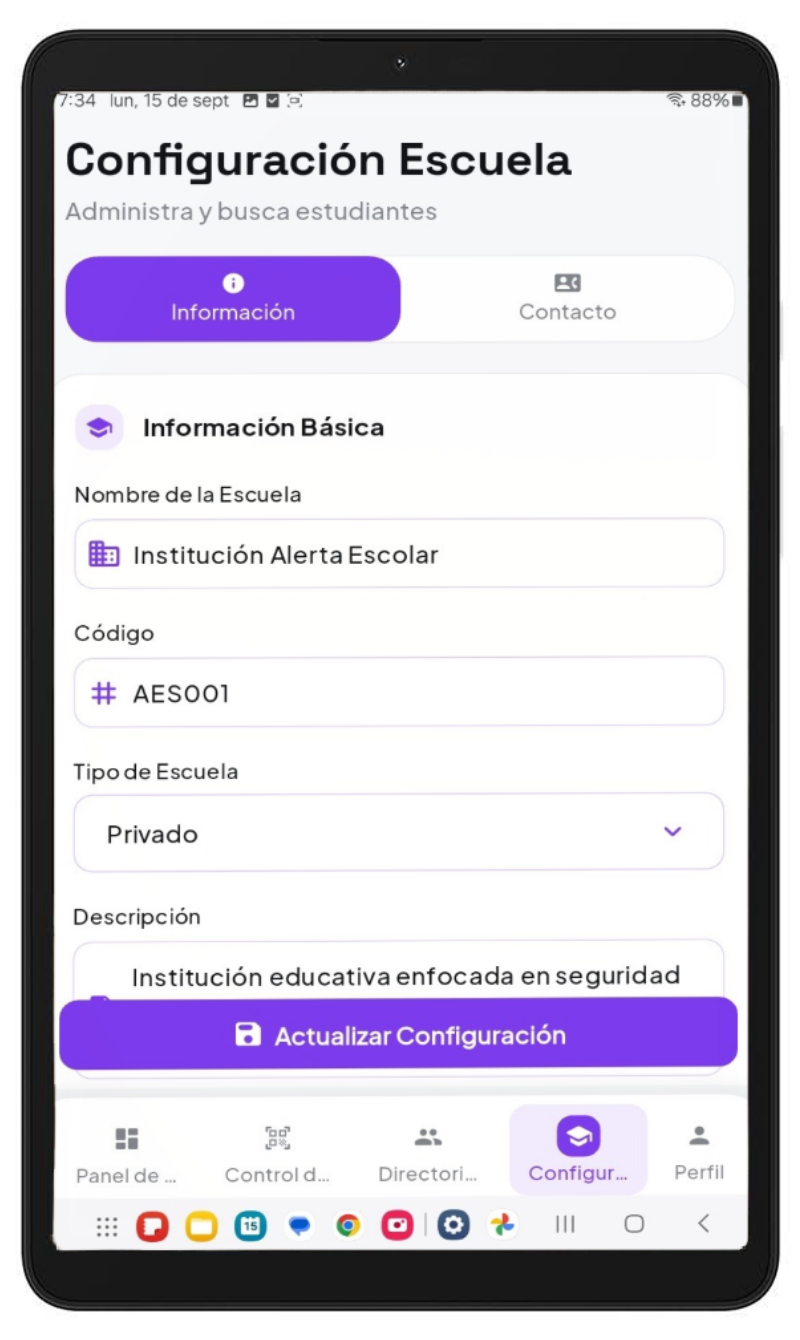 7:34 lun, 15 de sept 88%
Configuración Escuela
Administra y busca estudiantes
Información Contacto
Información Básica
Nombre de la Escuela
Institución Alerta Escolar
Código
# AES001
Tipo de Escuela
Privado
Descripción
Institución educativa enfocada en seguridad
Actualizar Configuración
Panel de ... Control d... Directori... Configur... Perfil
15